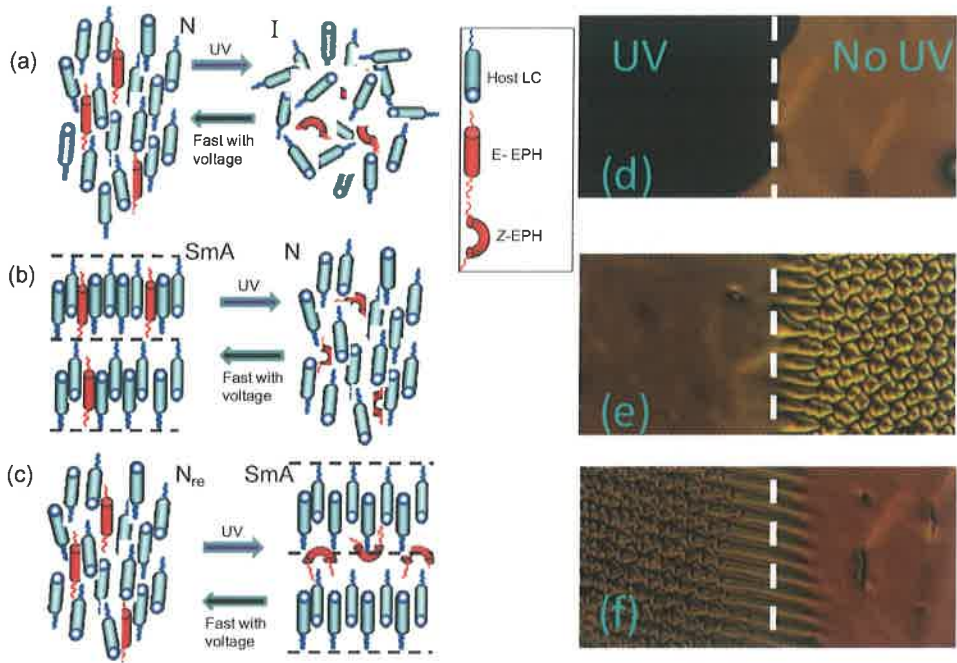 (a)
N
UV
I
Fast with
voltage
(b)
SmA
UV
N
Fast with
voltage
(c)
Nre
UV
SmA
Fast with
voltage
Host LC
E- EPH
Z-EPH
UV
No UV
(d)
(e)
(f)